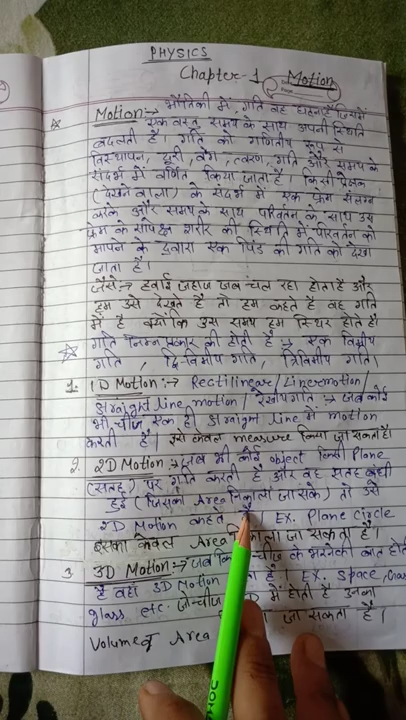 PHYSICS
Chapter-1 Motion
Motion:→ भौतिकी में, गति वह घटना है जिसमें
एक वस्तु समय के साथ अपनी स्थिति
बदलती है। गति को गणितीय रूप से
विस्थापन, दूरी, वेग, त्वरण, गति और समय के
संदर्भ में वर्णित किया जाता है। किसी प्रेक्षक
(देखने वाला) के संदर्भ में एक फ्रेम संलग्न
करके और समय के साथ परिवर्तन के साथ उस
फ्रेम के सापेक्ष शरीर की स्थिति में परिवर्तन को
मापने के द्वारा एक पिंड की गति को देखा
जाता है।
जैसे:→ हवाई जहाज जब चल रहा होता है और
हम उसे देखते है तो हम कहते है वह गति
में है क्योंकि उस समय हम स्थिर होते है।
गति निम्न प्रकार की होती है :→ एक विमीय
गति, द्वि-विमीय गति, त्रिविमीय गति।
1. 1D Motion:→ Rectilinear/Linermotion/
straight line motion/रेखीय गति → जब कोई
भी चीज एक ही straight line में motion
करती है। इसे केवल measure किया जा सकता है।
2. 2D Motion:→ जब भी कोई object किसी Plane
(सतह) पर गति करती है और वह सतह
हुई (जिसका Area निकाला जा सके) तो उसे
2D Motion कहते है। EX. Plane circle
इसका केवल Area निकाला जा सकता है।
3. 3D Motion:→ जब चीज के भरने की बात होती
है वहा 3D Motion है। EX. space,
glass etc. जो चीज में होती है उनका
Volume व Area जा सकता है।